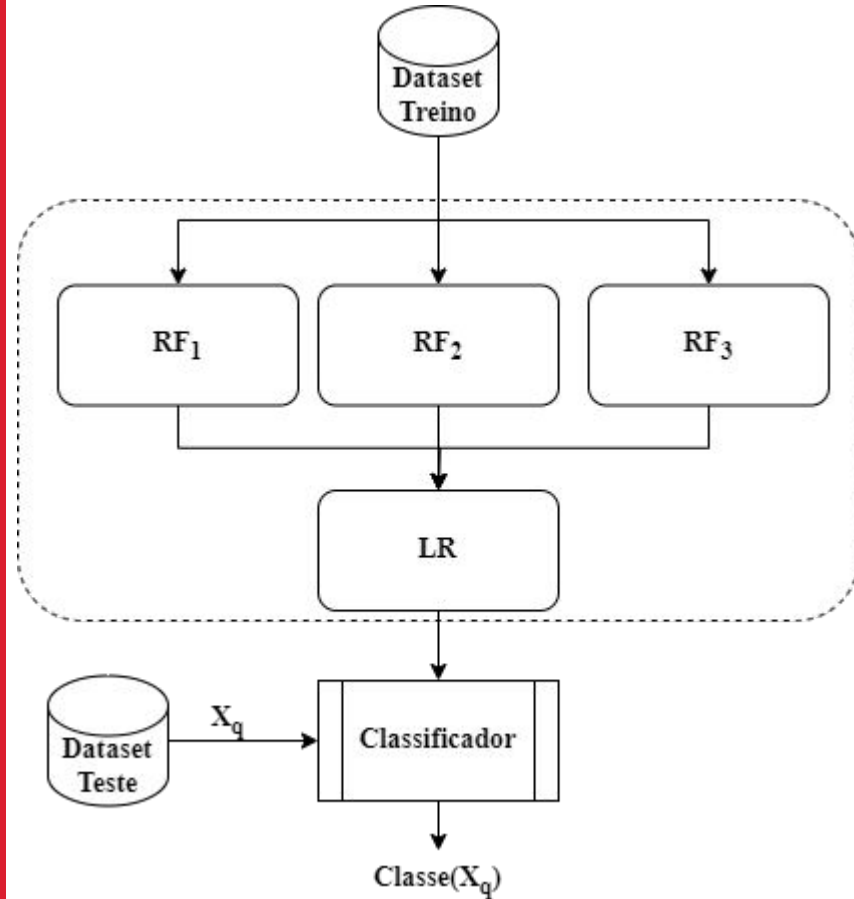 Dataset
Treino
RF1
RF2
RF3
LR
Xq
Dataset
Teste
Classificador
Classe(Xq)